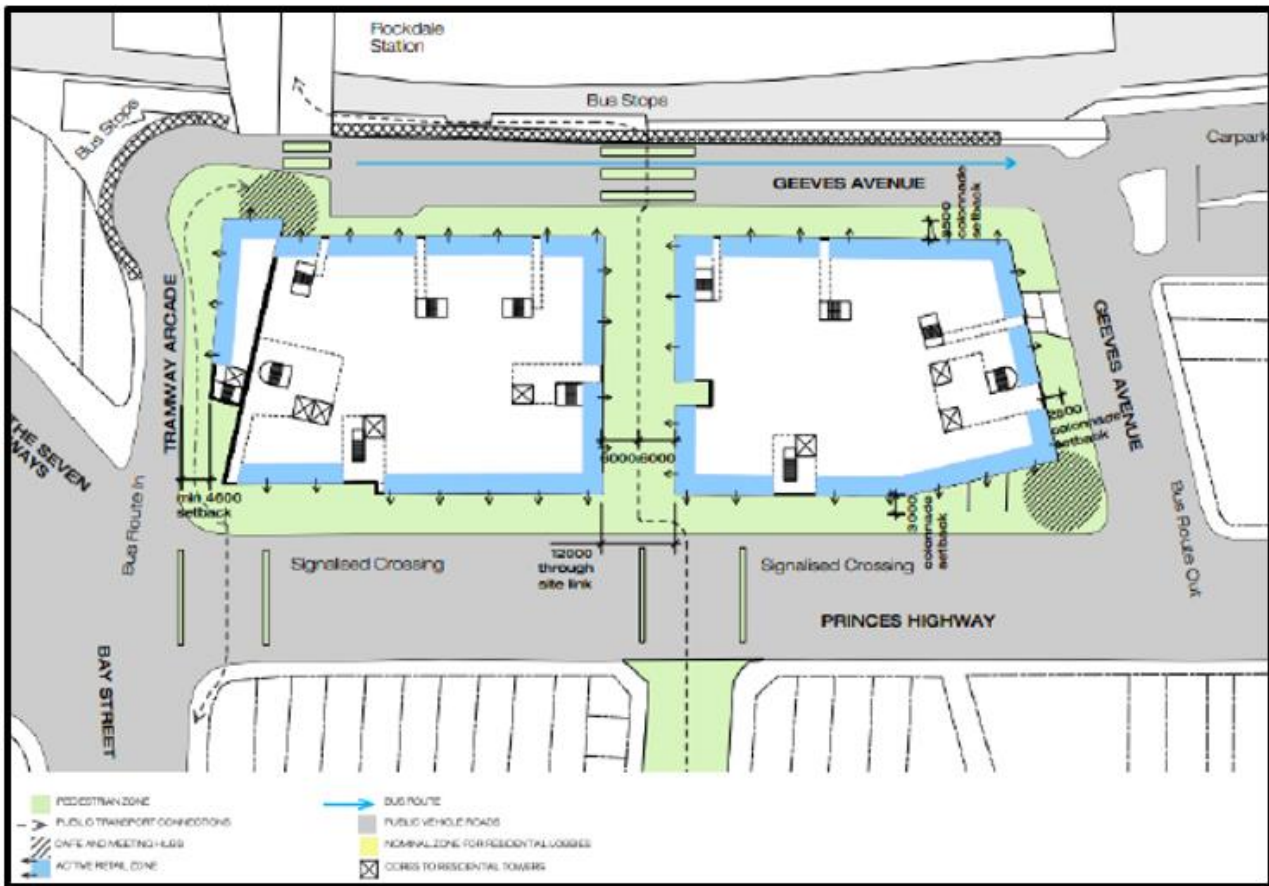 Rockdale
Station
Bus Stops
Bus Stops
Carpark
GEEVES AVENUE
3500
colonnade
setback
TRAMWAY ARCADE
GEEVES AVENUE
THE SEVEN
WAYS
2800
colonnade
setback
6000 6000
min 4600
setback
Bus Route In
Bus Route Out
3000
colonnade
setback
Signalised Crossing
12000
through
site link
Signalised Crossing
PRINCES HIGHWAY
BAY STREET
PEDESTRIAN ZONE
BUS ROUTE
PUBLIC TRANSPORT CONNECTIONS
PUBLIC VEHICLE ROADS
CAFE AND MEETING HUBS
NOMINAL ZONE FOR RESIDENTIAL LOBBIES
ACTIVE RETAIL ZONE
CORES TO RESIDENTIAL TOWERS